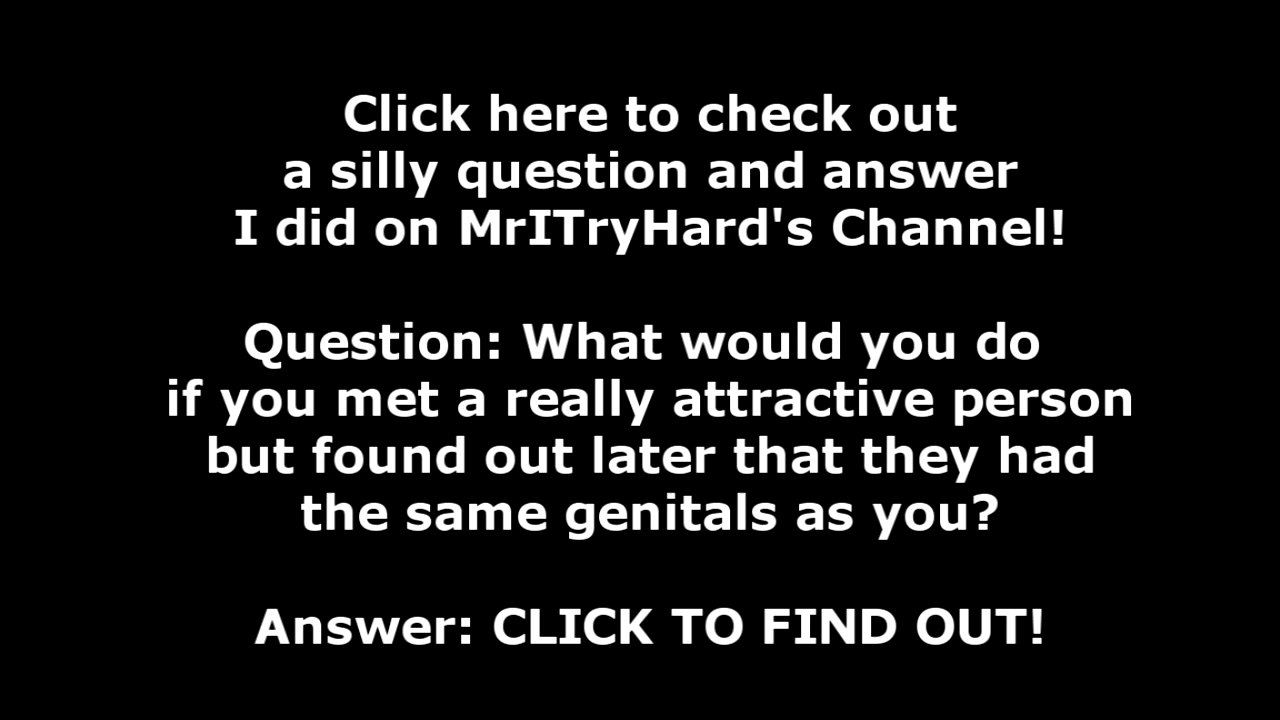 Click here to check out
a silly question and answer
I did on MrITryHard's Channel!
Question: What would you do
if you met a really attractive person
but found out later that they had
the same genitals as you?
Answer: CLICK TO FIND OUT!